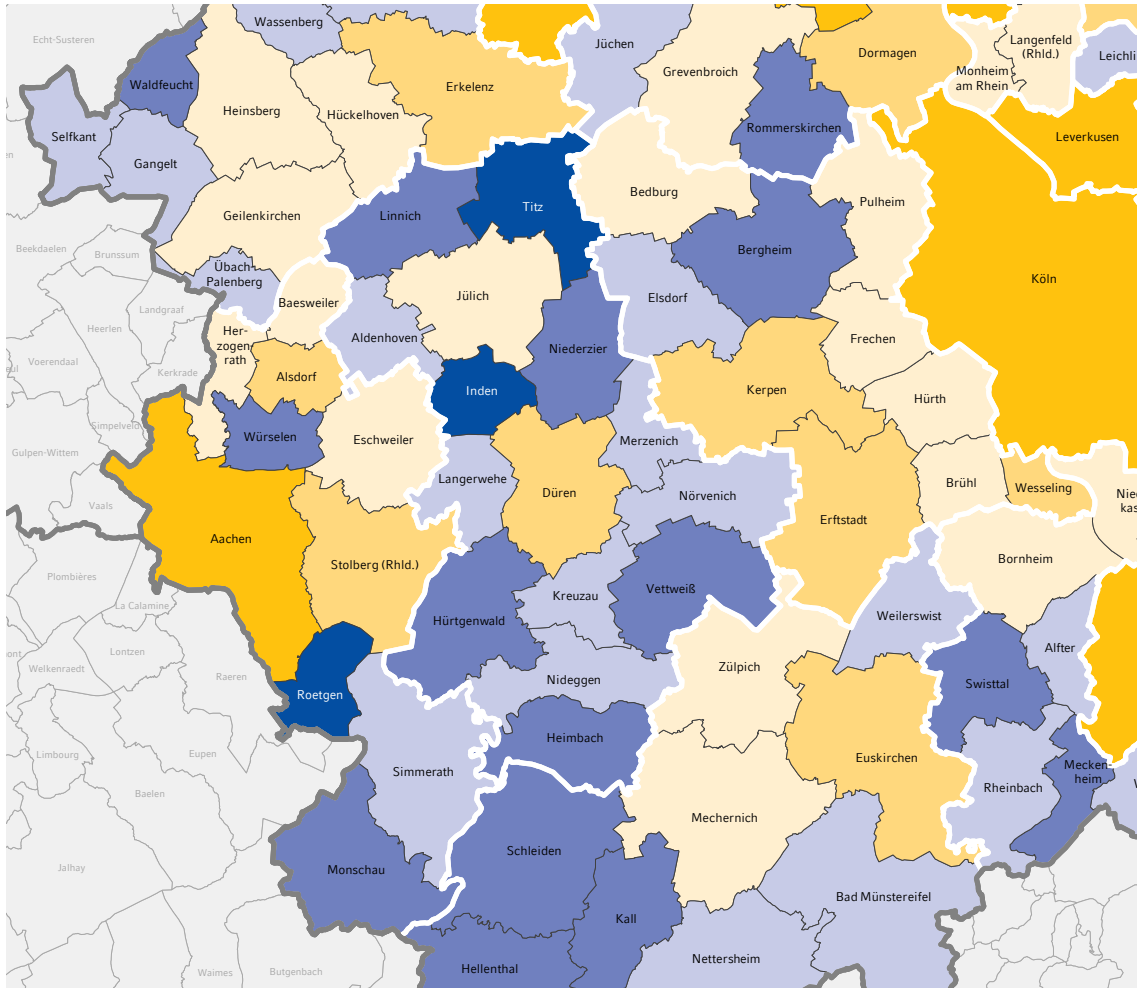 Echt-Susteren
Wassenberg
Jüchen
Grevenbroich
Dormagen
Langenfeld
(Rhld.)
Monheim
am Rhein
Waldfeucht
Erkelenz
Heinsberg
Hückelhoven
Rommerskirchen
Leverkusen
Selfkant
Gangelt
Geilenkirchen
Linnich
Titz
Bedburg
Pulheim
Beekdaelen
Brunssum
Bergheim
Köln
Übach-
Palenberg
Baesweiler
Jülich
Elsdorf
Landgraaf
Heerlen
Her-
zogen-
rath
Aldenhoven
Niederzier
Frechen
Voerendaal
Kerkrade
Alsdorf
Inden
Kerpen
Hürth
Simpelveld
Würselen
Eschweiler
Merzenich
Gulpen-Wittem
Langerwehe
Düren
Nörvenich
Brühl
Wesseling
Vaals
Erftstadt
Aachen
Stolberg (Rhld.)
Bornheim
Plombières
La Calamine
Kreuzau
Vettweiß
Weilerswist
Hürtgenwald
Alfter
Lontzen
Welkenraedt
Raeren
Zülpich
Nideggen
Swisttal
Roetgen
Heimbach
Limbourg
Eupen
Euskirchen
Mecken-
heim
Simmerath
Rheinbach
Baelen
Mechernich
Schleiden
Monschau
Jalhay
Bad Münstereifel
Kall
Nettersheim
Hellenthal
Waimes
Butgenbach